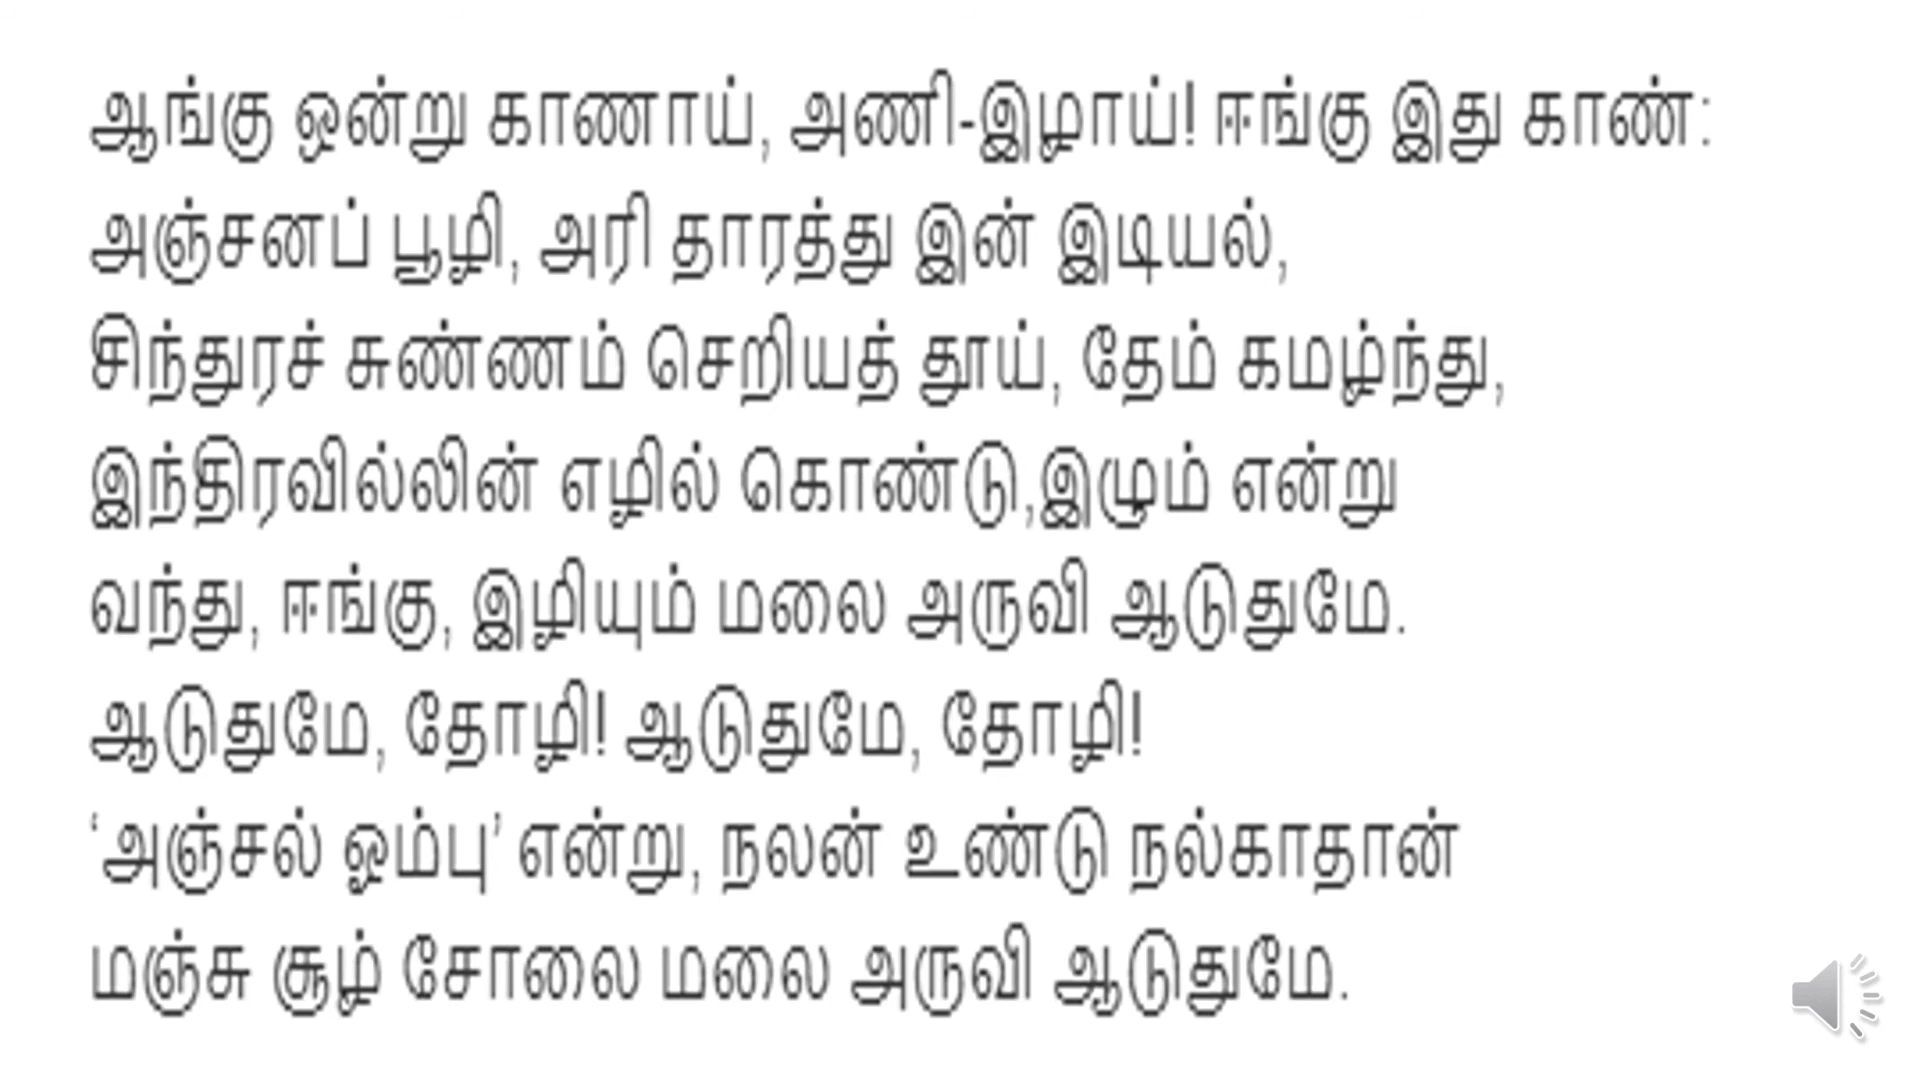 ஆங்கு ஒன்று காணாய், அணி-இழாய்! ஈங்கு இது காண்:
அஞ்சனப் பூழி, அரி தாரத்து இன் இடியல்,
சிந்துரச் சுண்ணம் செறியத் தூய், தேம் கமழ்ந்து,
இந்திரவில்லின் எழில் கொண்டு,இழும் என்று
வந்து, ஈங்கு, இழியும் மலை அருவி ஆடுதுமே.
ஆடுதுமே, தோழி! ஆடுதுமே, தோழி!
‘அஞ்சல் ஓம்பு’ என்று, நலன் உண்டு நல்காதான்
மஞ்சு சூழ் சோலை மலை அருவி ஆடுதுமே.